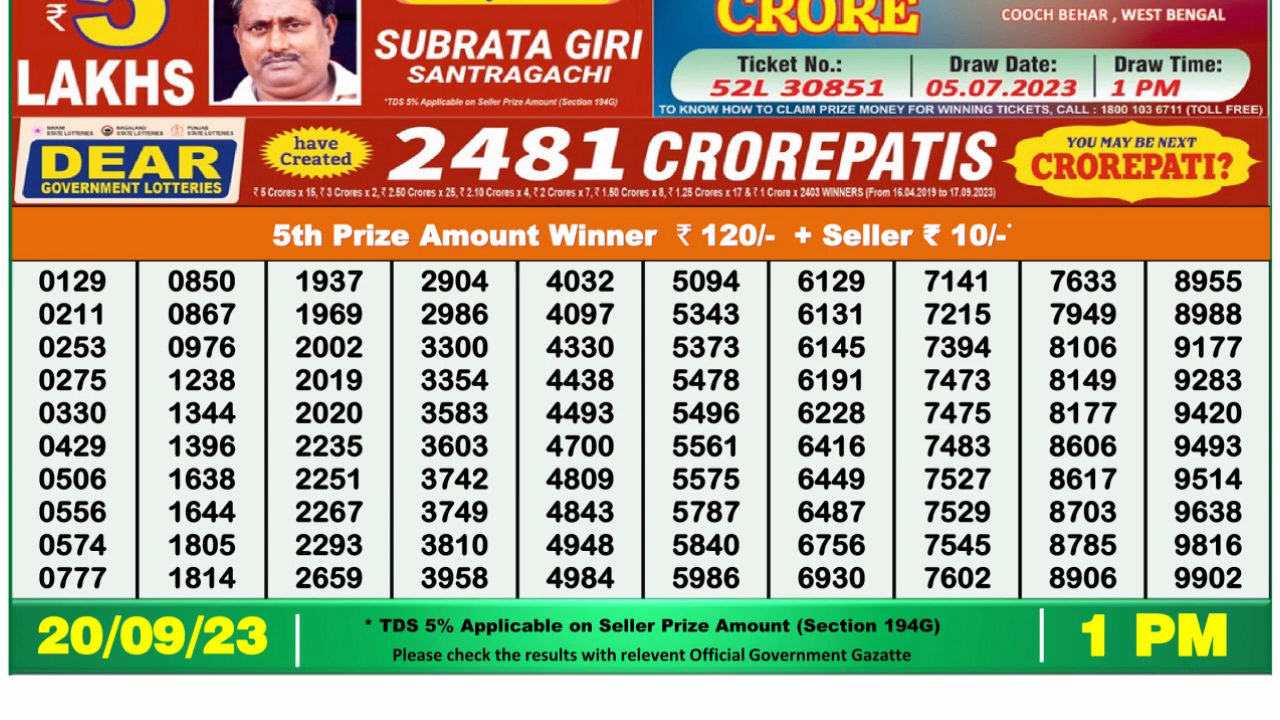 ₹ 5
LAKHS
SUBRATA GIRI
SANTRAGACHI
*TDS 5% Applicable on Seller Prize Amount (Section 194G)
CRORE
COOCH BEHAR , WEST BENGAL
Ticket No.: Draw Date: Draw Time:
52L 30851 05.07.2023 1 PM
TO KNOW HOW TO CLAIM PRIZE MONEY FOR WINNING TICKETS, CALL : 1800 103 6711 (TOLL FREE)
SIKKIM STATE LOTTERIES NAGALAND STATE LOTTERIES PUNJAB STATE LOTTERIES
DEAR
GOVERNMENT LOTTERIES
have
Created
2481 CROREPATIS
₹ 5 Crores x 15, ₹ 3 Crores x 2, ₹ 2.50 Crores x 25, ₹ 2.10 Crores x 4, ₹ 2 Crores x 7, ₹ 1.50 Crores x 8, ₹ 1.25 Crores x 17 & ₹ 1 Crore x 2403 WINNERS (From 16.04.2019 to 17.09.2023)
YOU MAY BE NEXT
CROREPATI?
5th Prize Amount Winner ₹ 120/- + Seller ₹ 10/-*
0129 0850 1937 2904 4032 5094 6129 7141 7633 8955
0211 0867 1969 2986 4097 5343 6131 7215 7949 8988
0253 0976 2002 3300 4330 5373 6145 7394 8106 9177
0275 1238 2019 3354 4438 5478 6191 7473 8149 9283
0330 1344 2020 3583 4493 5496 6228 7475 8177 9420
0429 1396 2235 3603 4700 5561 6416 7483 8606 9493
0506 1638 2251 3742 4809 5575 6449 7527 8617 9514
0556 1644 2267 3749 4843 5787 6487 7529 8703 9638
0574 1805 2293 3810 4948 5840 6756 7545 8785 9816
0777 1814 2659 3958 4984 5986 6930 7602 8906 9902
20/09/23
* TDS 5% Applicable on Seller Prize Amount (Section 194G)
Please check the results with relevent Official Government Gazatte
1 PM